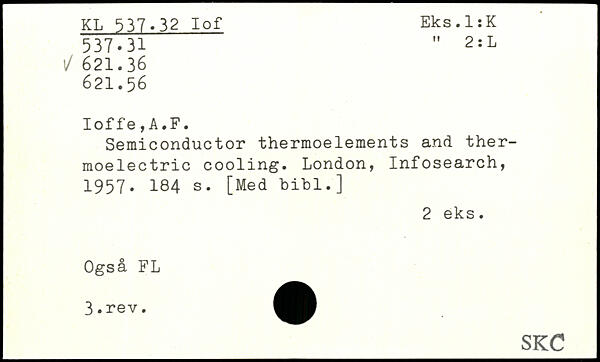 KL 537.32 Iof
Eks.1:K
537.31
" 2:L
√ 621.36
621.56
Ioffe,A.F.
Semiconductor thermoelements and ther-
moelectric cooling. London, Infosearch,
1957. 184 s. [Med bibl.]
2 eks.
Også FL
3.rev.
SKC